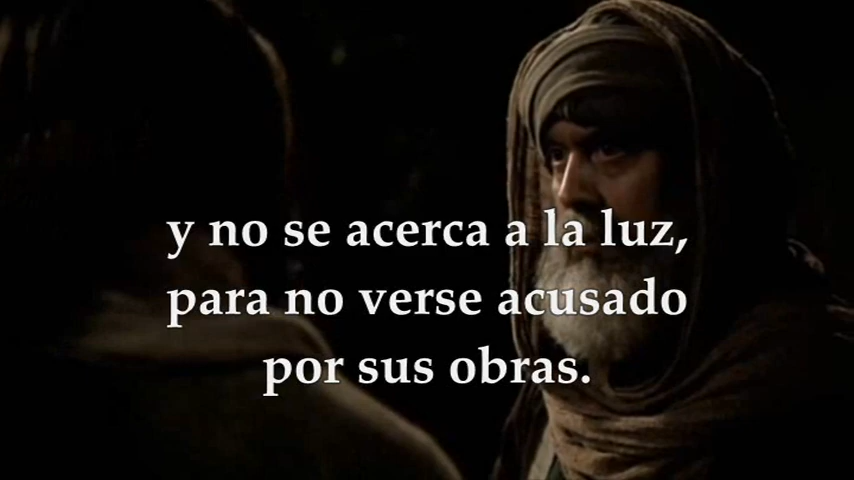 y no se acerca a la luz,
para no verse acusado
por sus obras.